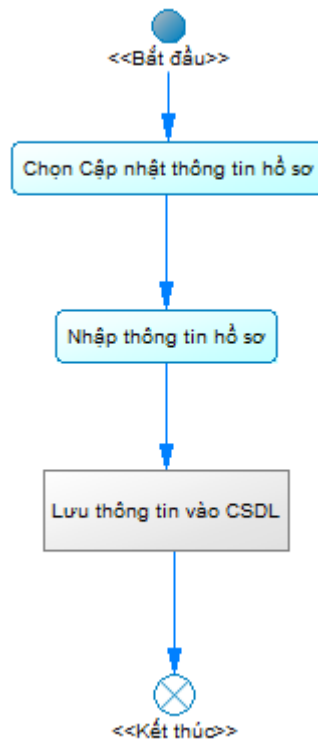 <<Bắt đầu>>
Chọn Cập nhật thông tin hồ sơ
Nhập thông tin hồ sơ
Lưu thông tin vào CSDL
<<Kết thúc>>